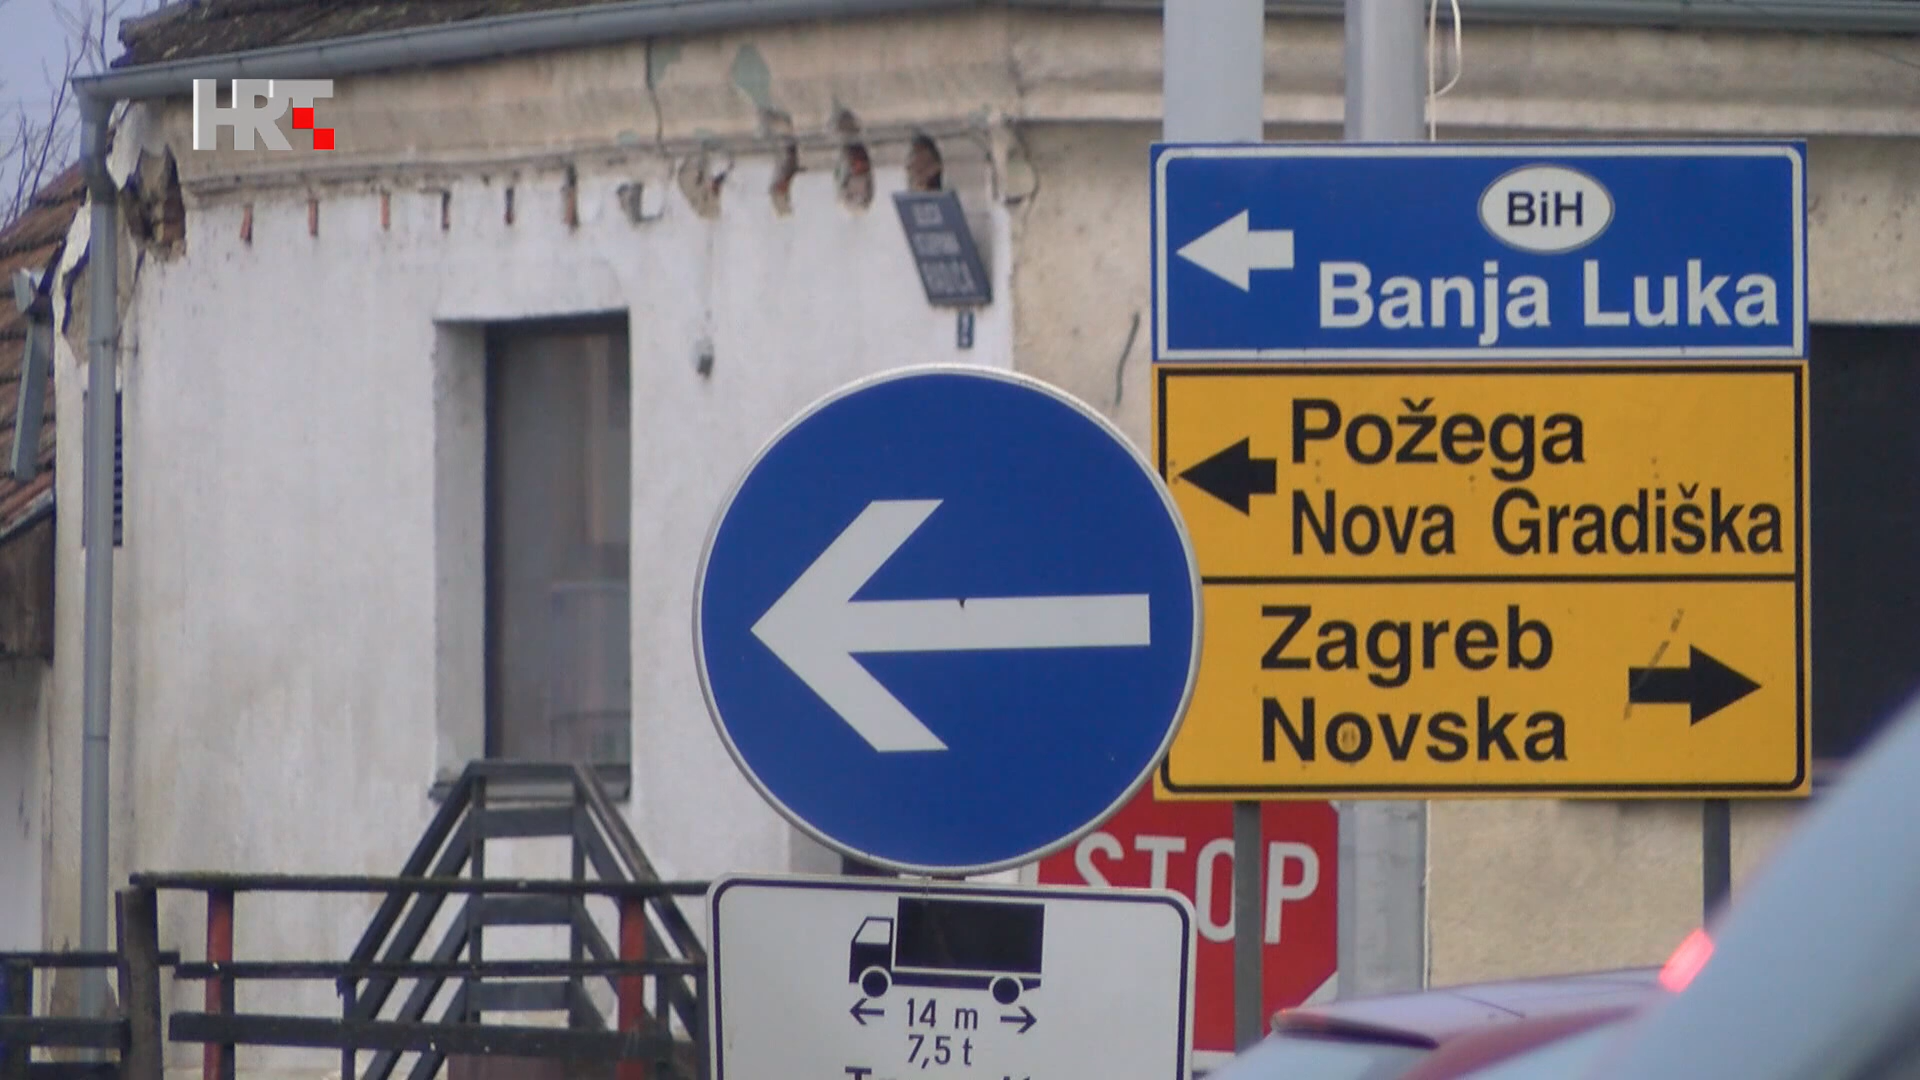 HRT
BiH
Banja Luka
Požega
Nova Gradiška
Zagreb
Novska
STOP
14 m
7,5 t